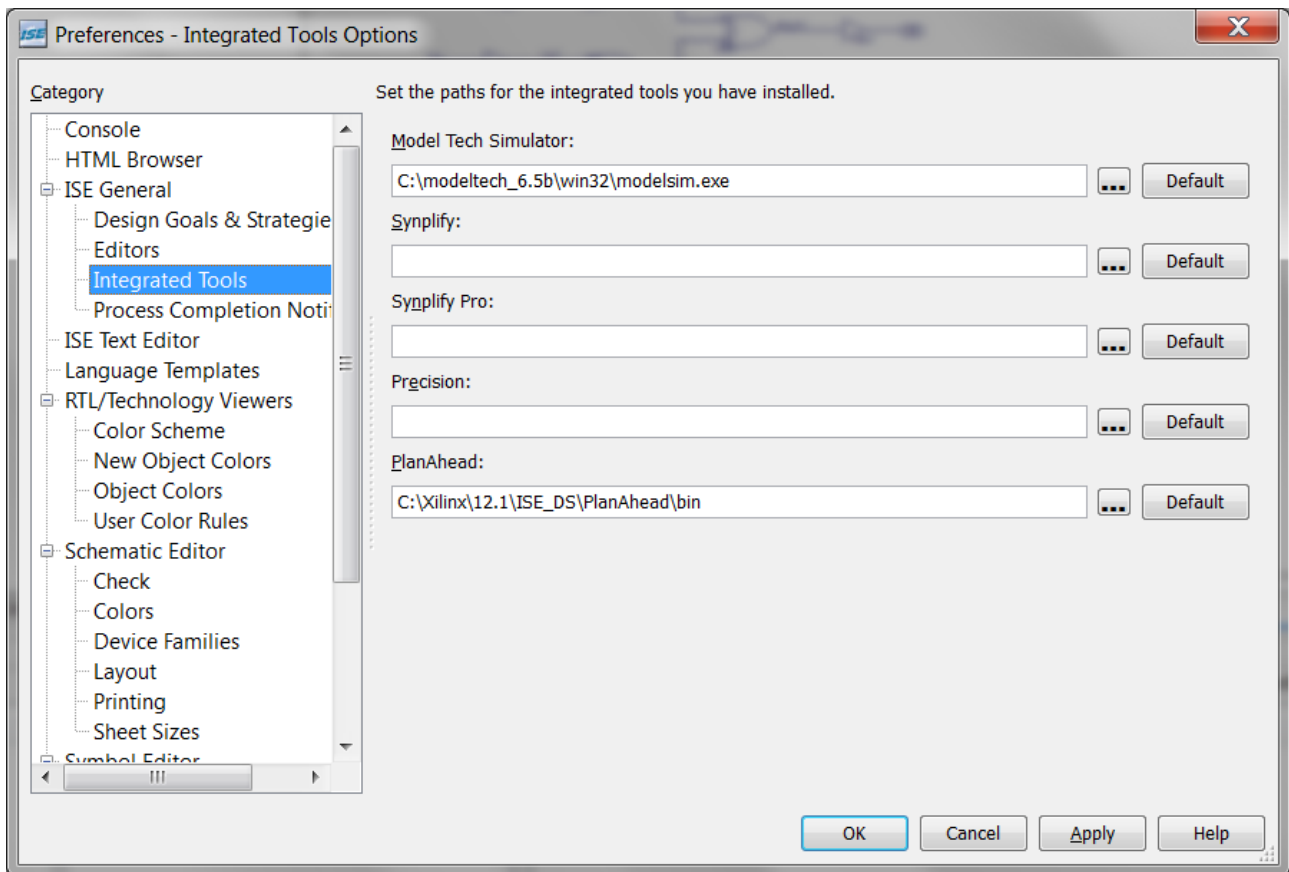 ISE Preferences - Integrated Tools Options
X
Category
Console
HTML Browser
ISE General
Design Goals & Strategie
Editors
Integrated Tools
Process Completion Noti
ISE Text Editor
Language Templates
RTL/Technology Viewers
Color Scheme
New Object Colors
Object Colors
User Color Rules
Schematic Editor
Check
Colors
Device Families
Layout
Printing
Sheet Sizes
Symbol Editor
Set the paths for the integrated tools you have installed.
Model Tech Simulator:
C:\modeltech_6.5b\win32\modelsim.exe
... Default
Synplify:
... Default
Synplify Pro:
... Default
Precision:
... Default
PlanAhead:
C:\Xilinx\12.1\ISE_DS\PlanAhead\bin
... Default
OK Cancel Apply Help